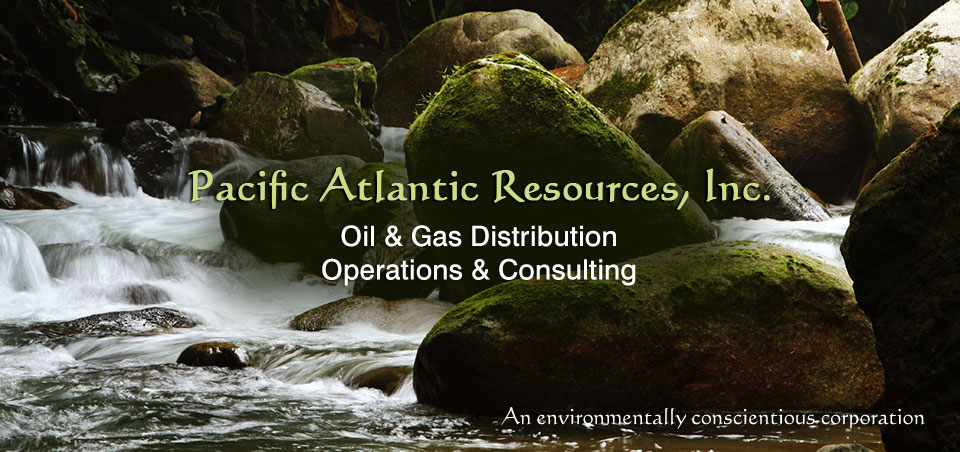 Pacific Atlantic Resources, Inc.
Oil & Gas Distribution
Operations & Consulting
An environmentally conscientious corporation